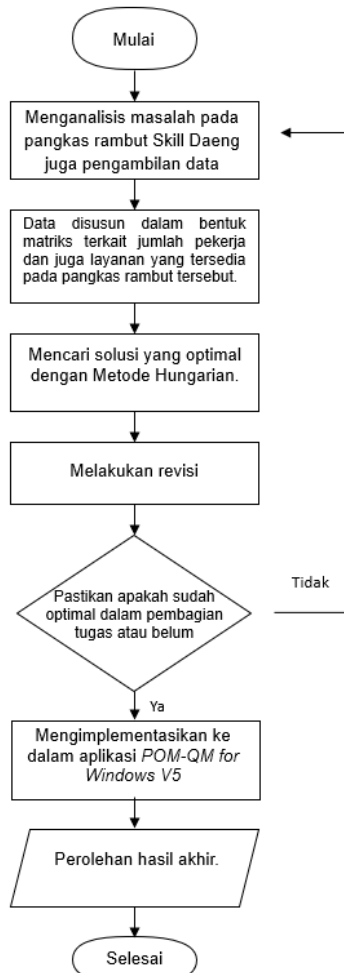 Mulai
Menganalisis masalah pada
pangkas rambut Skill Daeng
juga pengambilan data
Data disusun dalam bentuk
matriks terkait jumlah pekerja
dan juga layanan yang tersedia
pada pangkas rambut tersebut.
Mencari solusi yang optimal
dengan Metode Hungarian.
Melakukan revisi
Pastikan apakah sudah
optimal dalam pembagian
tugas atau belum
Tidak
Ya
Mengimplementasikan ke
dalam aplikasi POM-QM for
Windows V5
Perolehan hasil akhir.
Selesai